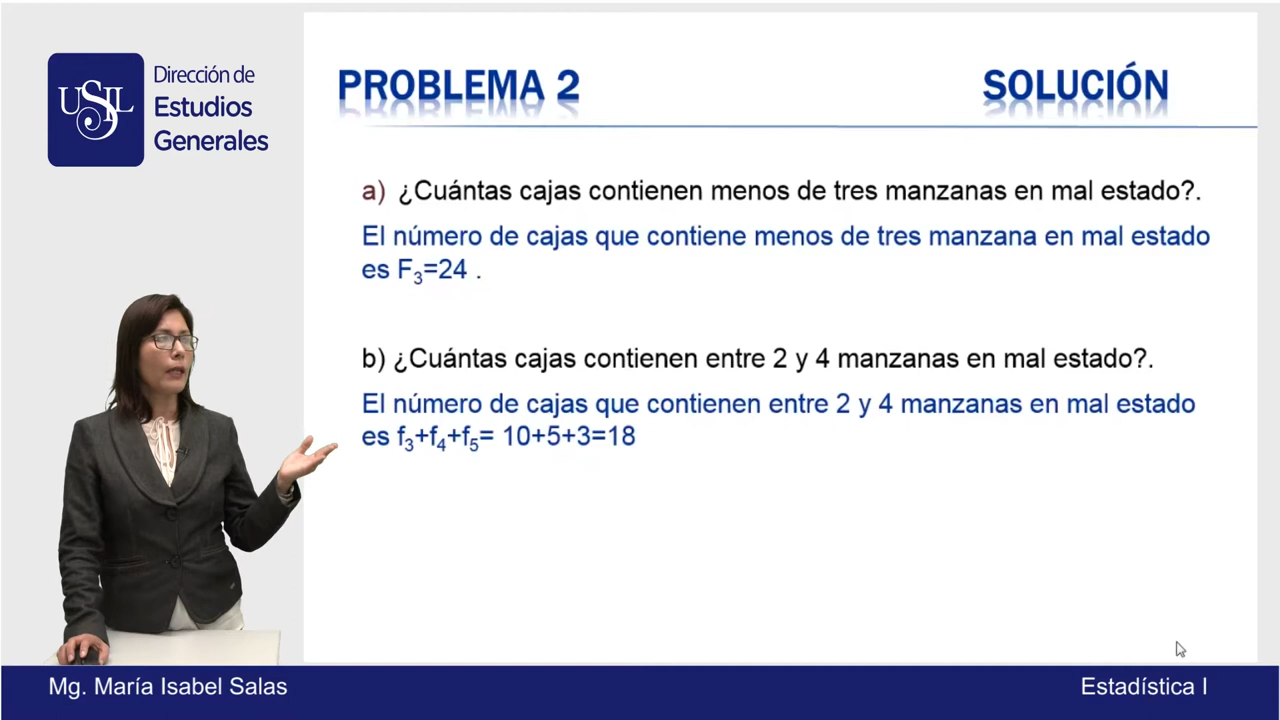 USIL
Dirección de
Estudios
Generales
PROBLEMA 2
SOLUCIÓN
a) ¿Cuántas cajas contienen menos de tres manzanas en mal estado?.
El número de cajas que contiene menos de tres manzana en mal estado
es F₃=24 .
b) ¿Cuántas cajas contienen entre 2 y 4 manzanas en mal estado?.
El número de cajas que contienen entre 2 y 4 manzanas en mal estado
es f₃+f₄+f₅= 10+5+3=18
Mg. María Isabel Salas
Estadística I